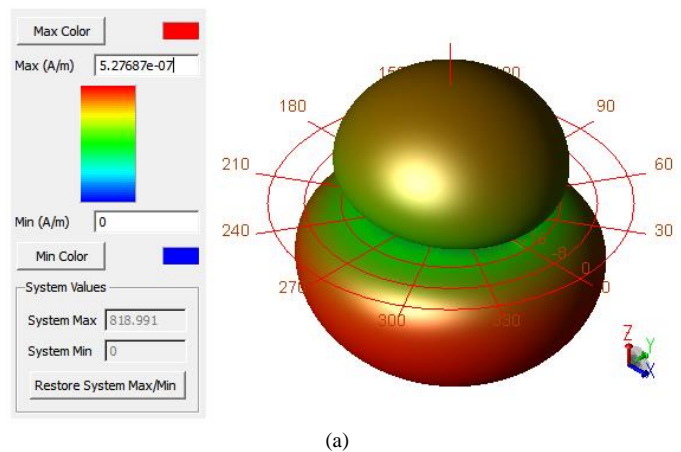 Max Color
Max (A/m) 5.27687e-07
Min (A/m) 0
Min Color
System Values
System Max 818.991
System Min 0
Restore System Max/Min
180
90
210
60
240
30
0
300
330
-8
Z
Y
X
(a)